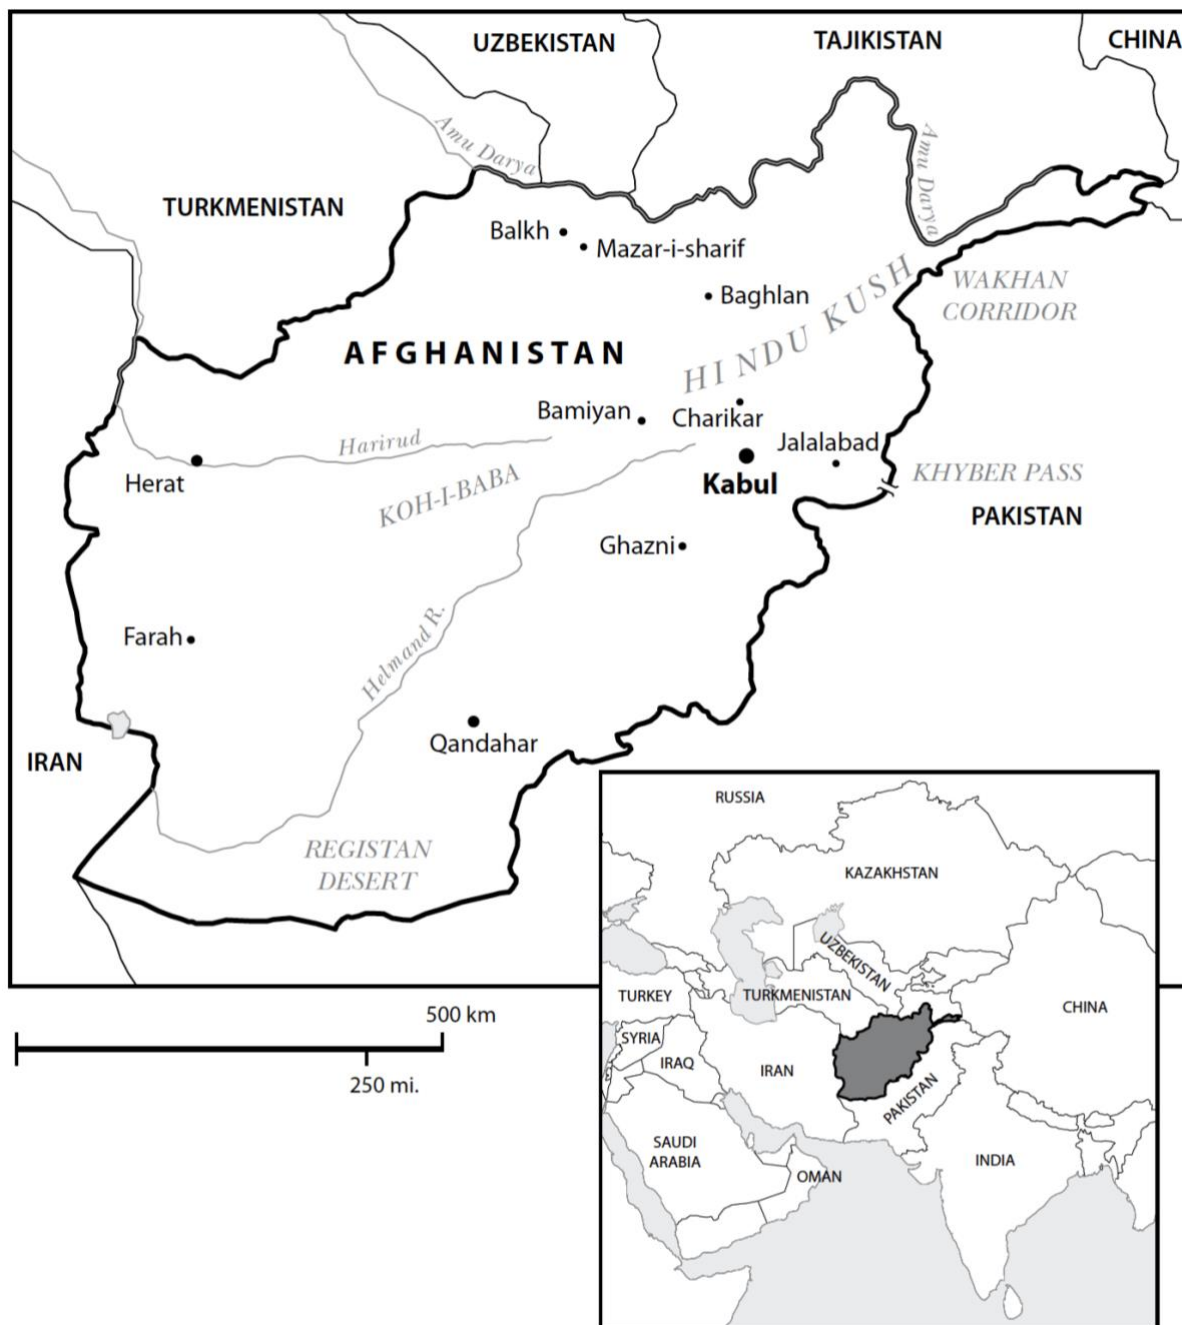 UZBEKISTAN
TAJIKISTAN
CHINA
Amu Darya
Amu Darya
TURKMENISTAN
Balkh
Mazar-i-sharif
Baghlan
WAKHAN
CORRIDOR
HINDU KUSH
AFGHANISTAN
Bamiyan
Charikar
Harirud
Jalalabad
Herat
KOH-I-BABA
Kabul
KHYBER PASS
PAKISTAN
Ghazni
Farah
Helmand R.
Qandahar
IRAN
REGISTAN
DESERT
500 km
250 mi.
RUSSIA
KAZAKHSTAN
UZBEKISTAN
TURKEY
TURKMENISTAN
CHINA
SYRIA
IRAQ
IRAN
PAKISTAN
SAUDI
ARABIA
OMAN
INDIA